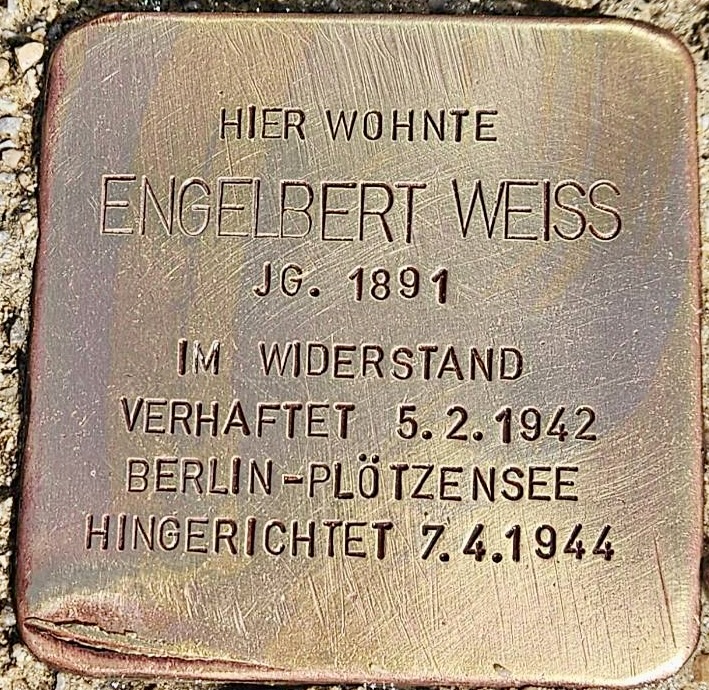 HIER WOHNTE
ENGELBERT WEISS
JG. 1891
IM WIDERSTAND
VERHAFTET 5.2.1942
BERLIN-PLÖTZENSEE
HINGERICHTET 7.4.1944